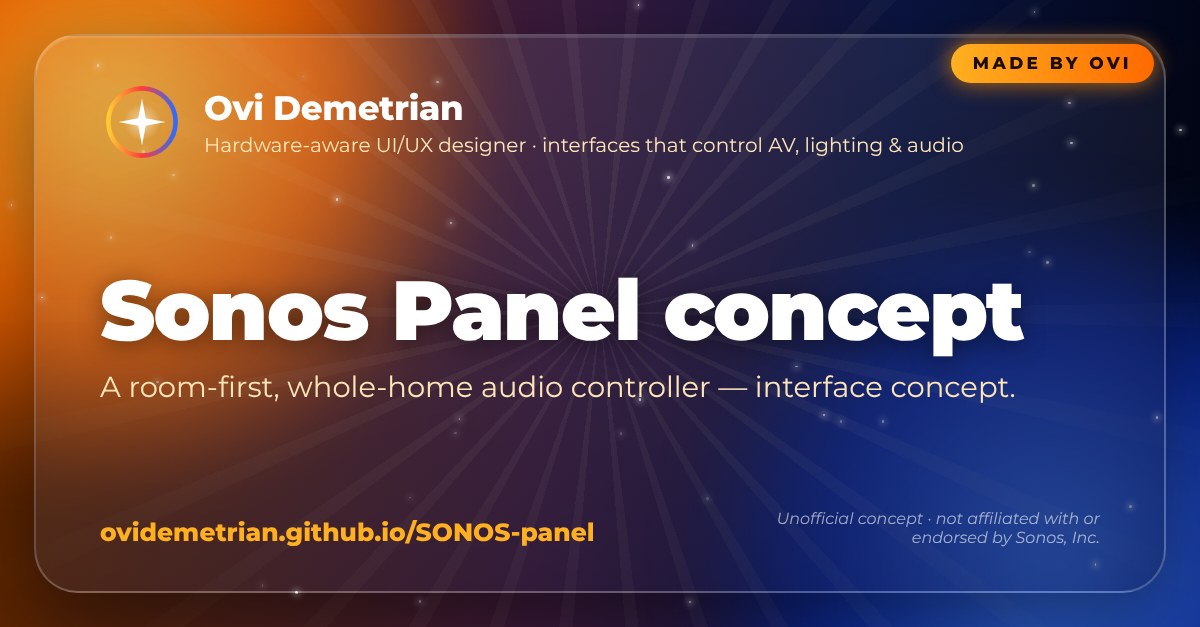 MADE BY OVI
Ovi Demetrian
Hardware-aware UI/UX designer · interfaces that control AV, lighting & audio
Sonos Panel concept
A room-first, whole-home audio controller — interface concept.
ovidemetrian.github.io/SONOS-panel
Unofficial concept · not affiliated with or
endorsed by Sonos, Inc.